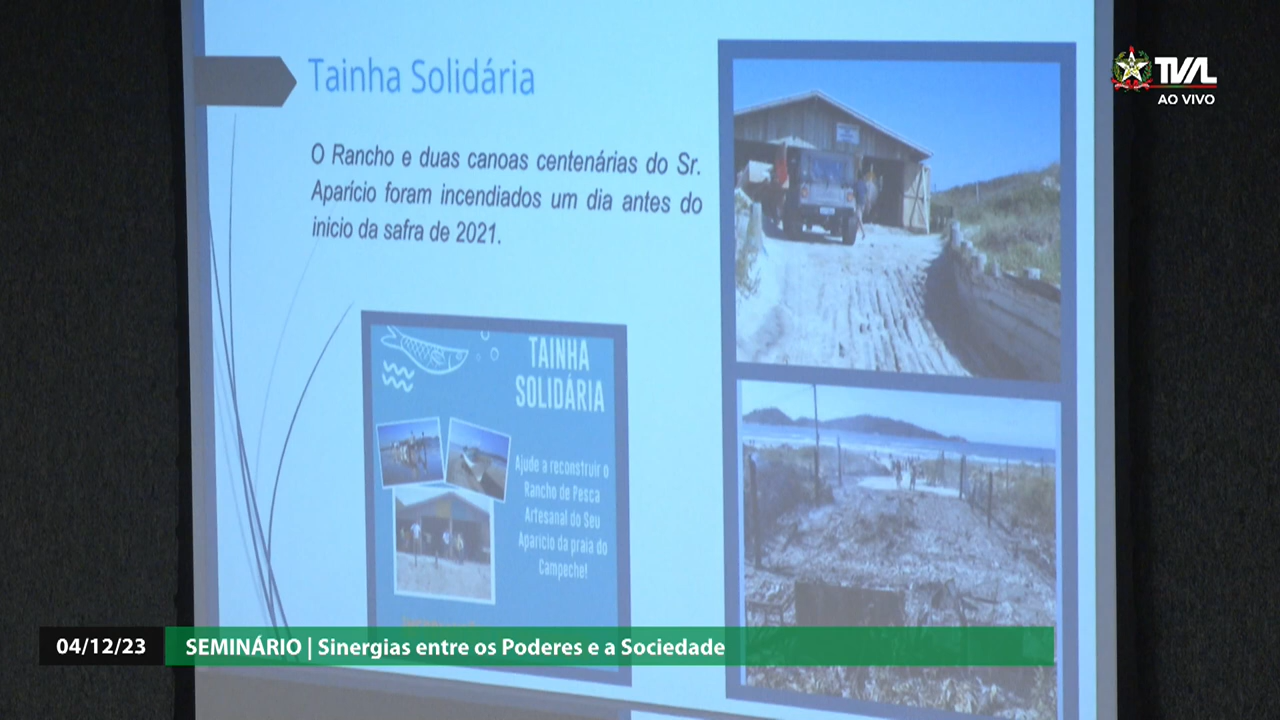 Tainha Solidária
O Rancho e duas canoas centenárias do Sr.
Aparício foram incendiados um dia antes do
inicio da safra de 2021.
TAINHA
SOLIDÁRIA
Ajude a reconstruir o
Rancho de Pesca
Artesanal do Seu
Aparício da praia do
Campeche!
TVAL
AO VIVO
04/12/23
SEMINÁRIO | Sinergias entre os Poderes e a Sociedade